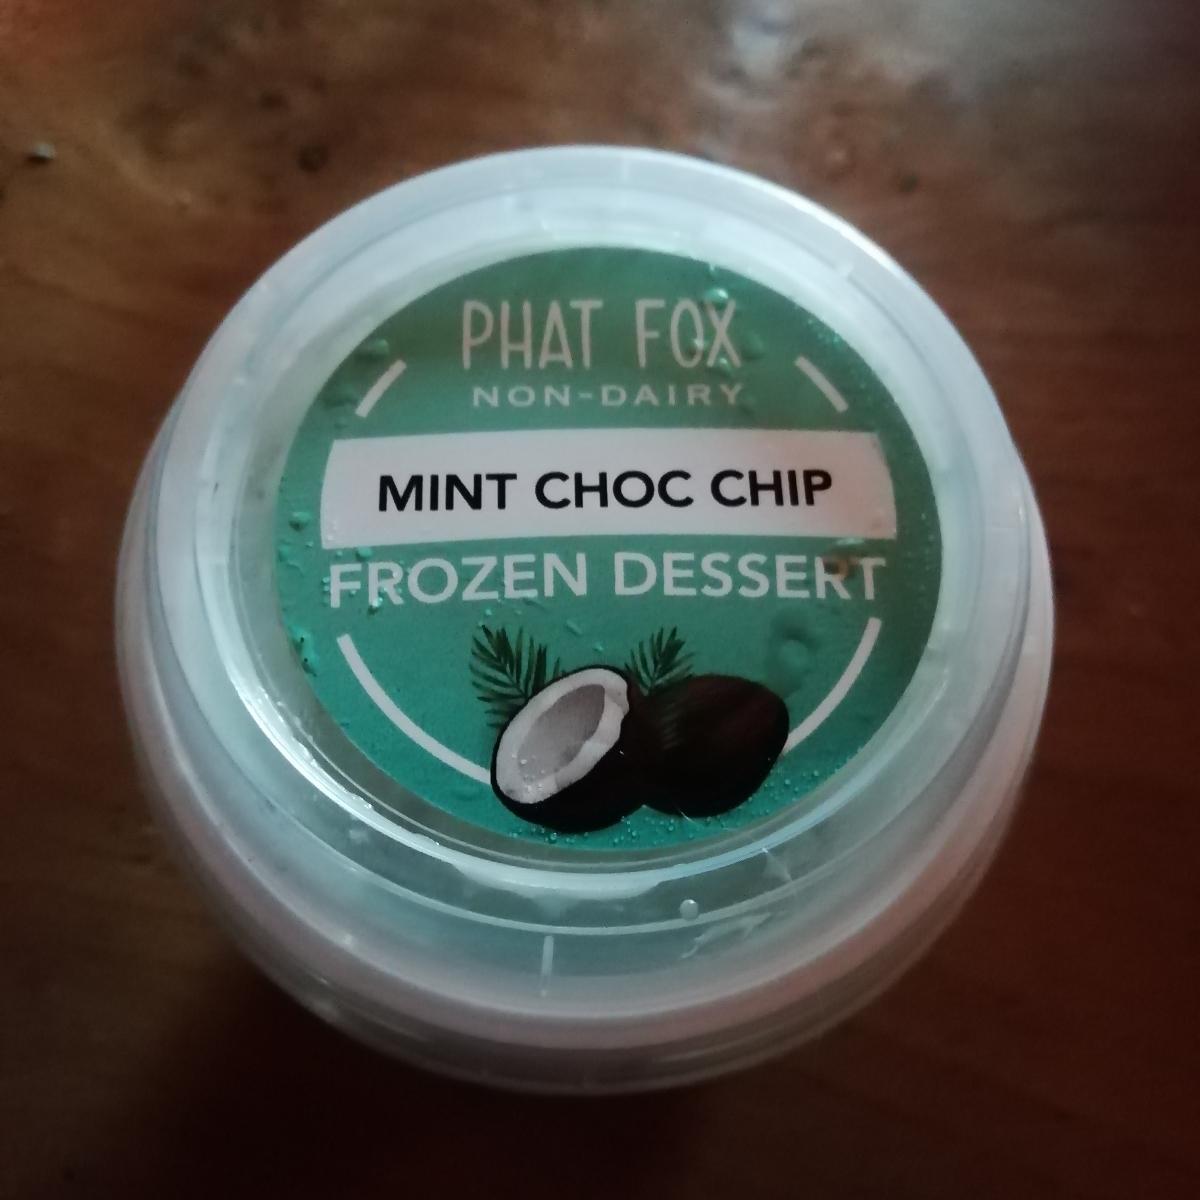 PHAT FOX
NON-DAIRY
MINT CHOC CHIP
FROZEN DESSERT